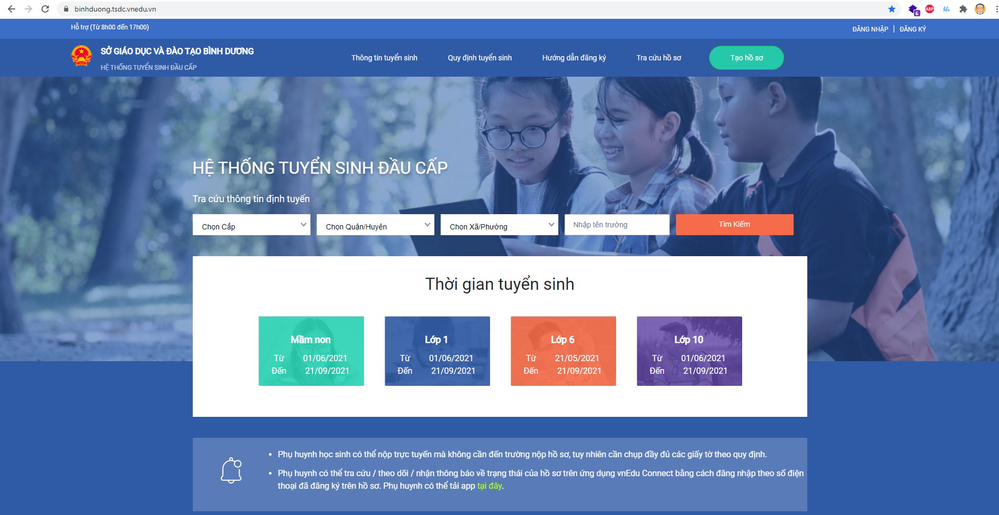 binhduong.tsdc.vnedu.vn
6
ABP
hls
Hỗ trợ (Từ 8h00 đến 17h00)
ĐĂNG NHẬP | ĐĂNG KÝ
SỞ GIÁO DỤC VÀ ĐÀO TẠO BÌNH DƯƠNG
HỆ THỐNG TUYỂN SINH ĐẦU CẤP
Thông tin tuyển sinh
Quy định tuyển sinh
Hướng dẫn đăng ký
Tra cứu hồ sơ
Tạo hồ sơ
HỆ THỐNG TUYỂN SINH ĐẦU CẤP
Tra cứu thông tin định tuyến
Chọn Cấp
Chọn Quận/Huyện
Chọn Xã/Phường
Nhập tên trường
Tìm Kiếm
Thời gian tuyển sinh
Mầm non
Từ 01/06/2021
Đến 21/09/2021
Lớp 1
Từ 01/06/2021
Đến 21/09/2021
Lớp 6
Từ 21/05/2021
Đến 21/09/2021
Lớp 10
Từ 01/06/2021
Đến 21/09/2021
• Phụ huynh học sinh có thể nộp trực tuyến mà không cần đến trường nộp hồ sơ, tuy nhiên cần chụp đầy đủ các giấy tờ theo quy định.
• Phụ huynh có thể tra cứu / theo dõi / nhận thông báo về trạng thái của hồ sơ trên ứng dụng vnEdu Connect bằng cách đăng nhập theo số điện
thoại đã đăng ký trên hồ sơ. Phụ huynh có thể tải app tại đây.